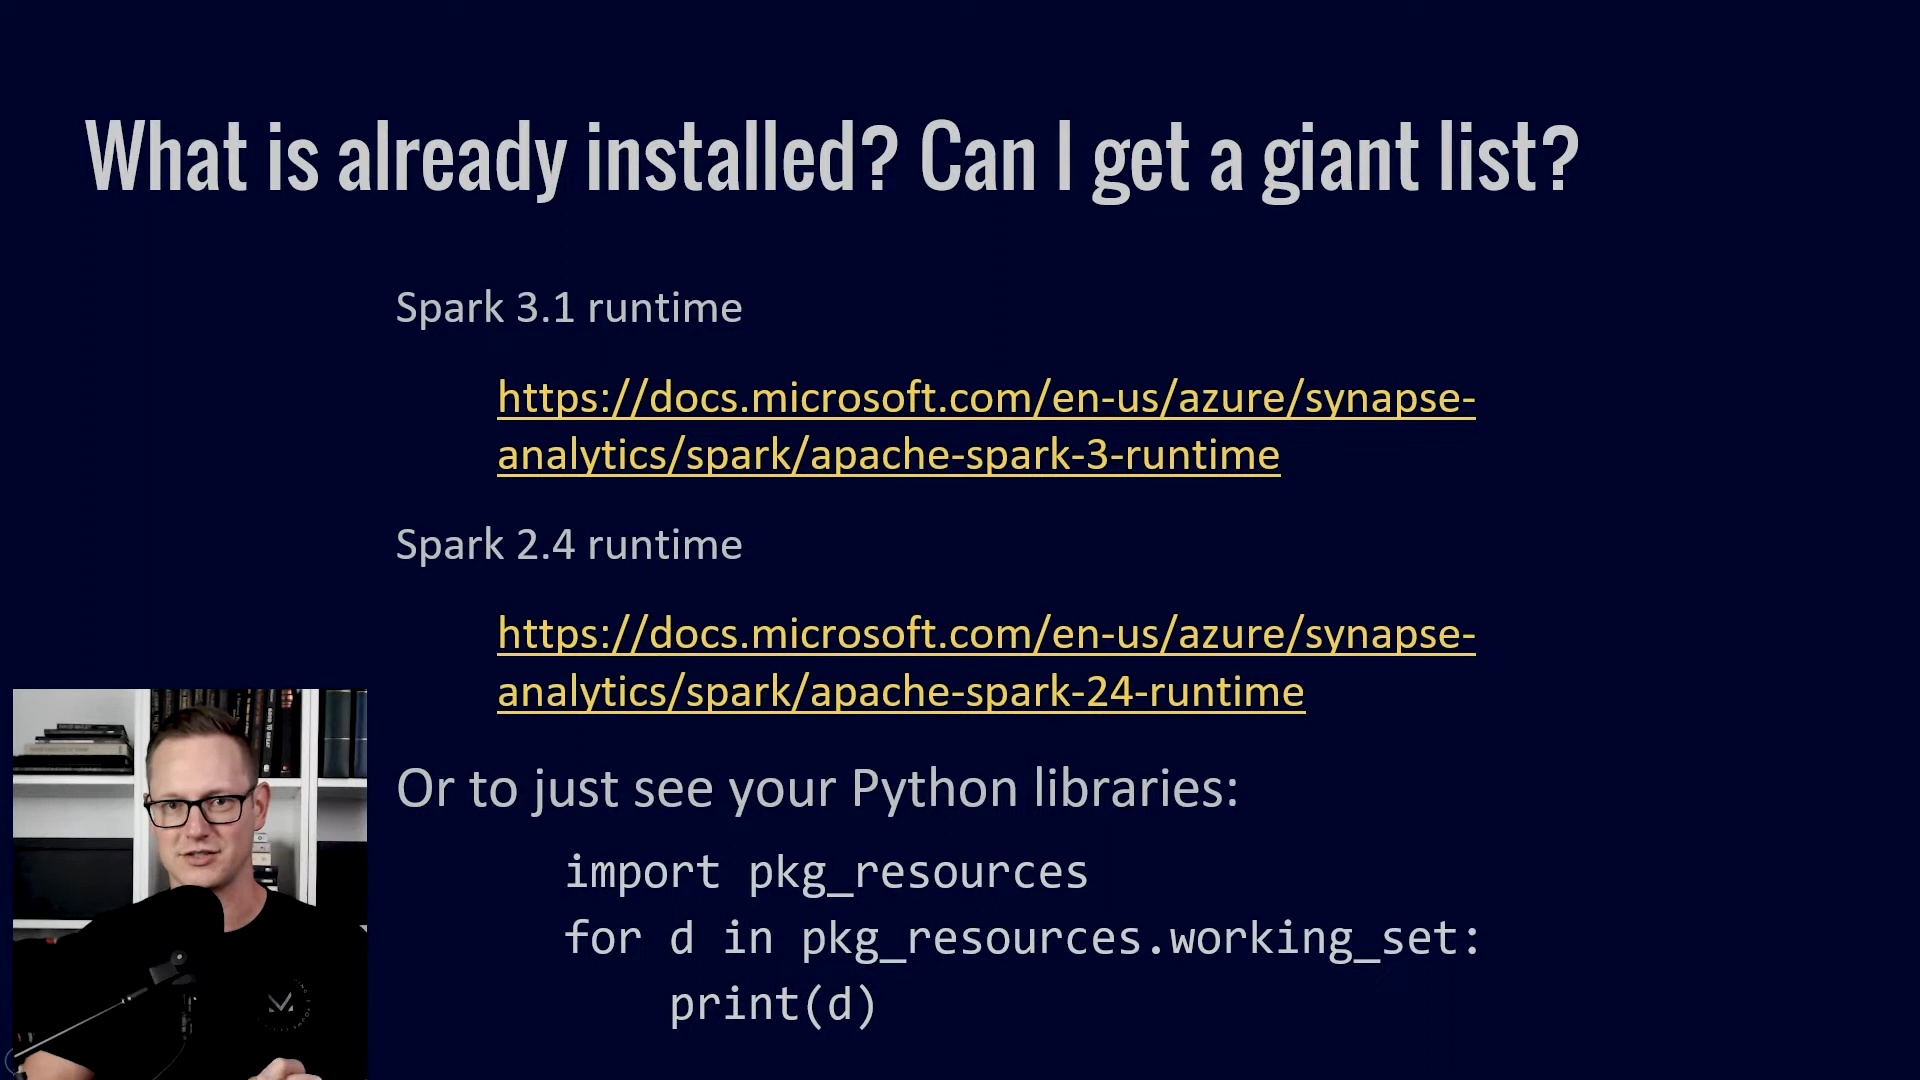 What is already installed? Can I get a giant list?
Spark 3.1 runtime
https://docs.microsoft.com/en-us/azure/synapse-
analytics/spark/apache-spark-3-runtime
Spark 2.4 runtime
https://docs.microsoft.com/en-us/azure/synapse-
analytics/spark/apache-spark-24-runtime
Or to just see your Python libraries:
import pkg_resources
for d in pkg_resources.working_set:
    print(d)